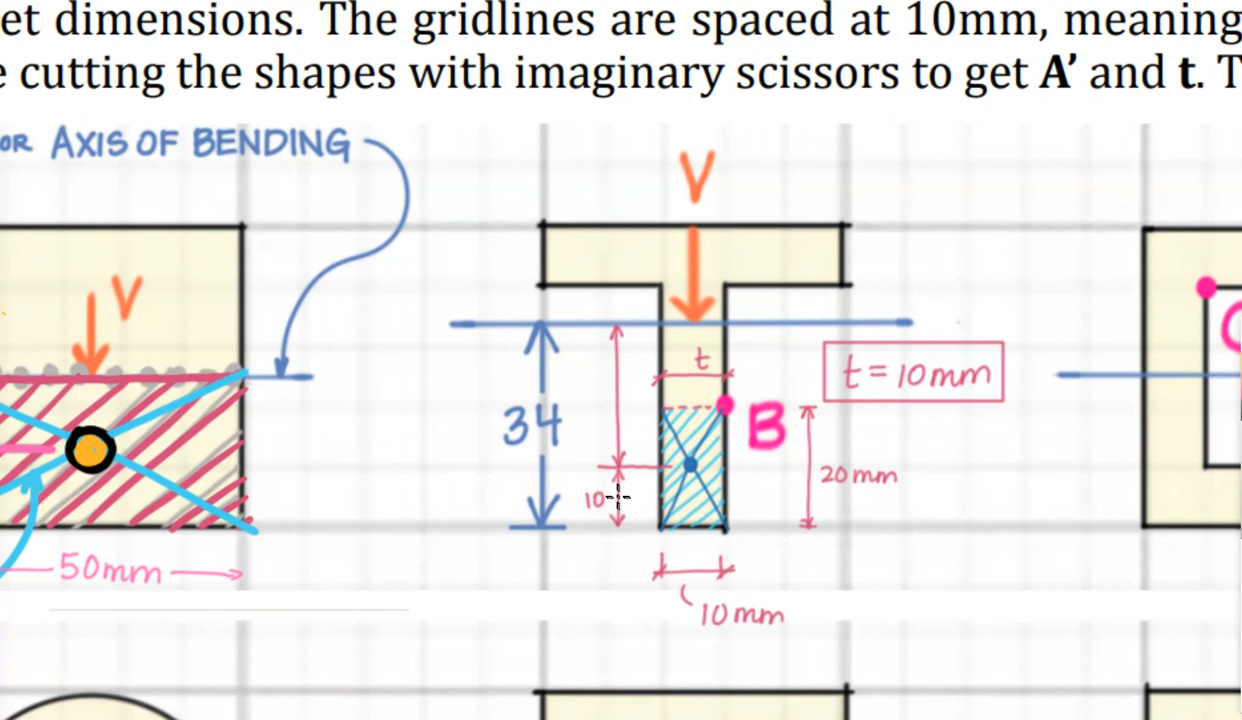 et dimensions. The gridlines are spaced at 10mm, meaning
e cutting the shapes with imaginary scissors to get A’ and t. T
OR AXIS OF BENDING
V
V
t
t = 10mm
34
B
20mm
10
50mm
10mm